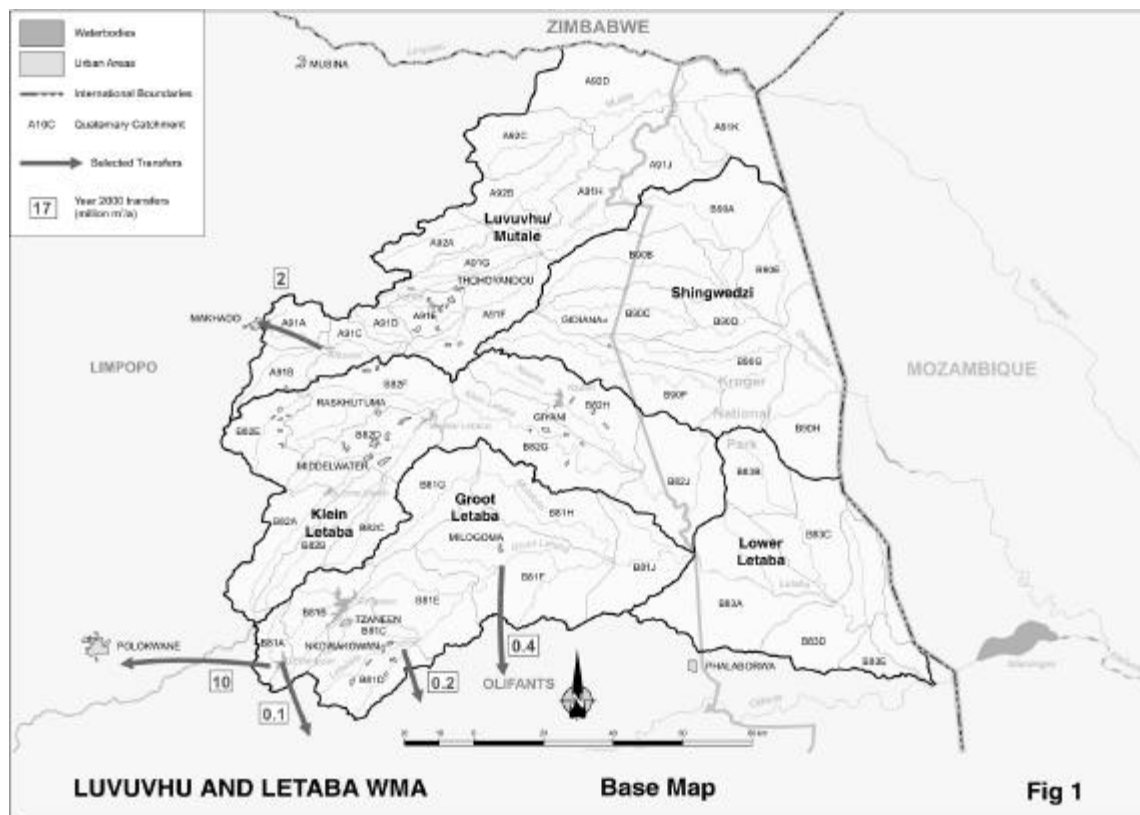 ZIMBABWE
Waterbodies
Urban Areas
International Boundaries
A10C Quaternary Catchment
Selected Transfers
17 Year 2000 transfers
(million m³/a)
Limpopo
MUSINA
A92D
Mutale
A92C
A91K
A91J
A92B
A91H
Luvuvhu/
Mutale
B90A
A92A
A91G
THOHOYANDOU
B90B
B90E
Shingwedzi
2
MAKHADO
A91A
A91C
A91D
A91E
A91F
GIDIANA
B90C
B90D
LIMPOPO
A91B
B90G
MOZAMBIQUE
B82F
RASKHUTUMA
Kruger
National
Park
B90F
B90H
B82E
B82D
GIYANI
B82H
B82G
MIDDELWATER
B83B
B81G
B82J
Klein
Letaba
B82A
B82C
B82B
Groot
Letaba
B81H
MILOGOMA
B83C
Lower
Letaba
B81F
B81J
B83A
B81E
B81B
TZANEEN
B81C
NKOWAKOWAN
B81A
B81D
POLOKWANE
10
0.1
0.2
0.4
OLIFANTS
B83D
B83E
PHALABORWA
N
LUVUVHU AND LETABA WMA
Base Map
Fig 1